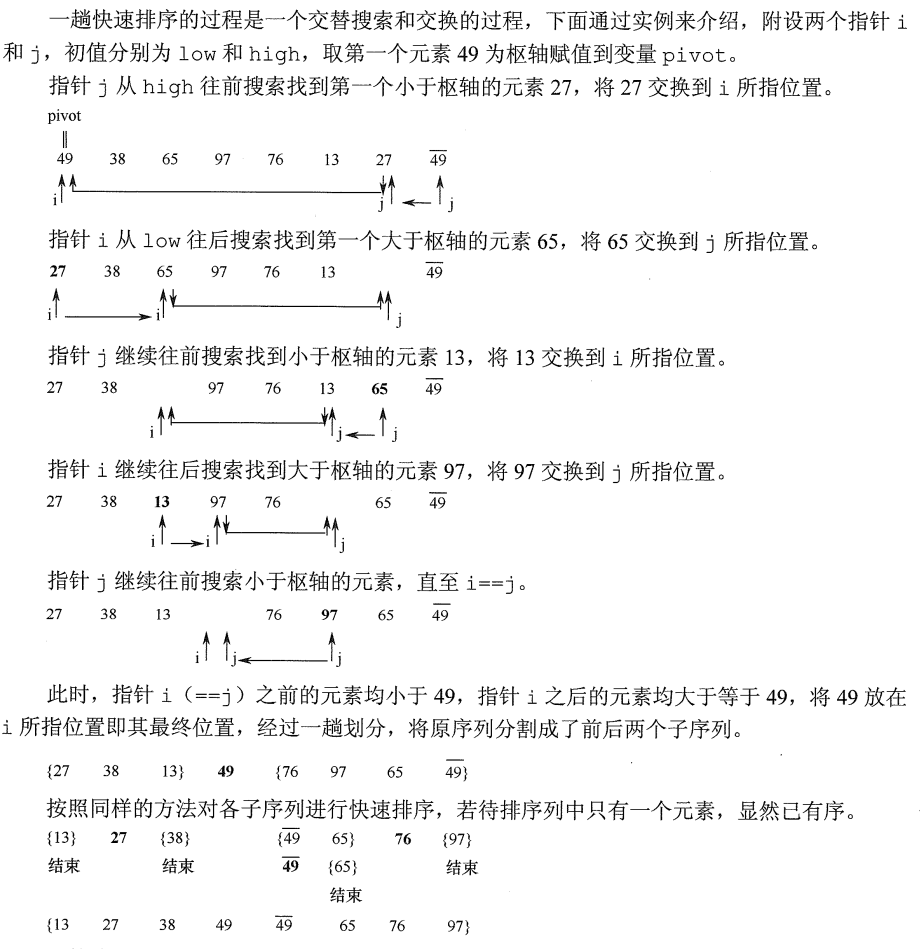 一趟快速排序的过程是一个交替搜索和交换的过程，下面通过实例来介绍，附设两个指针 i
和 j，初值分别为 low 和 high，取第一个元素 49 为枢轴赋值到变量 pivot。
指针 j 从 high 往前搜索找到第一个小于枢轴的元素 27，将 27 交换到 i 所指位置。
pivot
‖
49 38 65 97 76 13 27 4̅9̅
i j j
指针 i 从 low 往后搜索找到第一个大于枢轴的元素 65，将 65 交换到 j 所指位置。
27 38 65 97 76 13 4̅9̅
i i j
指针 j 继续往前搜索找到小于枢轴的元素 13，将 13 交换到 i 所指位置。
27 38 97 76 13 65 4̅9̅
i j j
指针 i 继续往后搜索找到大于枢轴的元素 97，将 97 交换到 j 所指位置。
27 38 13 97 76 65 4̅9̅
i i j
指针 j 继续往前搜索小于枢轴的元素，直至 i==j。
27 38 13 76 97 65 4̅9̅
i j j
此时，指针 i（==j）之前的元素均小于 49，指针 i 之后的元素均大于等于 49，将 49 放在
i 所指位置即其最终位置，经过一趟划分，将原序列分割成了前后两个子序列。
{27 38 13} 49 {76 97 65 4̅9̅}
按照同样的方法对各子序列进行快速排序，若待排序列中只有一个元素，显然已有序。
{13} 27 {38} {4̅9̅ 65} 76 {97}
结束 结束 4̅9̅ {65} 结束
结束
{13 27 38 49 4̅9̅ 65 76 97}